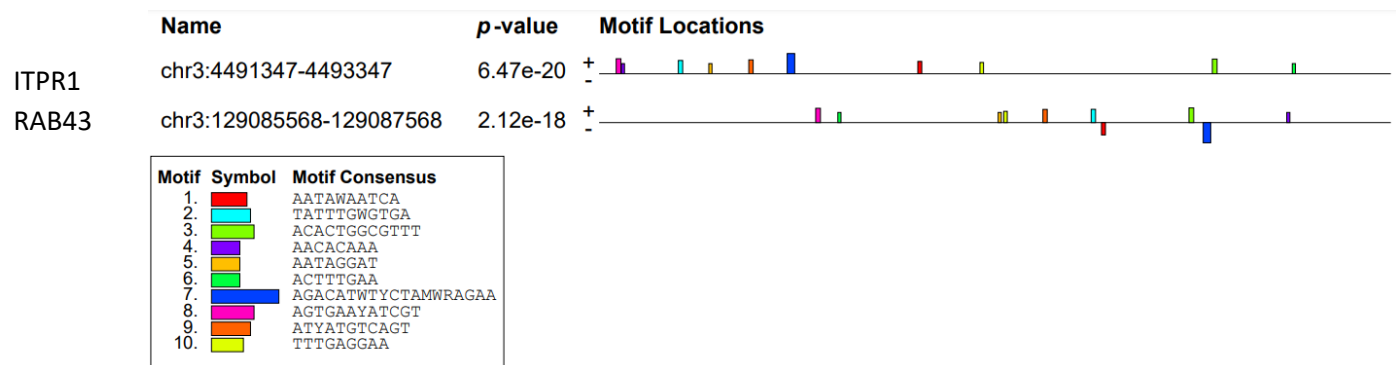 Name p-value Motif Locations
ITPR1 chr3:4491347-4493347 6.47e-20 + -
RAB43 chr3:129085568-129087568 2.12e-18 + -
Motif Symbol Motif Consensus
1. AATAWAATCA
2. TATTTGWGTGA
3. ACACTGGCGTTT
4. AACACAAA
5. AATAGGAT
6. ACTTTGAA
7. AGACATWTYCTAMWRAGAA
8. AGTGAAYATCGT
9. ATYATGTCAGT
10. TTTGAGGAA